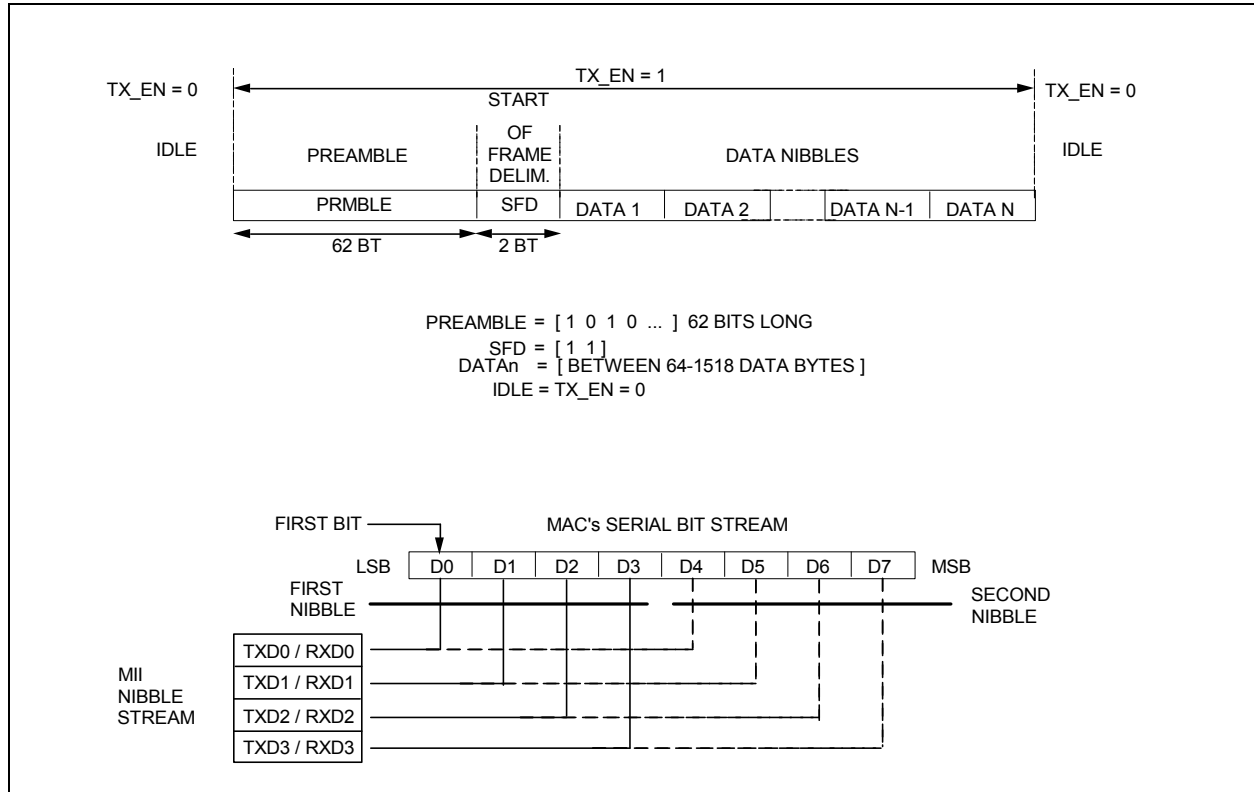 TX_EN = 1
TX_EN = 0
TX_EN = 0
START
OF
FRAME
DELIM.
IDLE
PREAMBLE
DATA NIBBLES
IDLE
PRMBLE
SFD
DATA 1
DATA 2
DATA N-1
DATA N
62 BT
2 BT
PREAMBLE = [ 1 0 1 0 ... ] 62 BITS LONG
SFD = [ 1 1 ]
DATAn = [ BETWEEN 64-1518 DATA BYTES ]
IDLE = TX_EN = 0
FIRST BIT
MAC's SERIAL BIT STREAM
LSB
D0
D1
D2
D3
D4
D5
D6
D7
MSB
FIRST
NIBBLE
SECOND
NIBBLE
TXD0 / RXD0
TXD1 / RXD1
TXD2 / RXD2
TXD3 / RXD3
MII
NIBBLE
STREAM